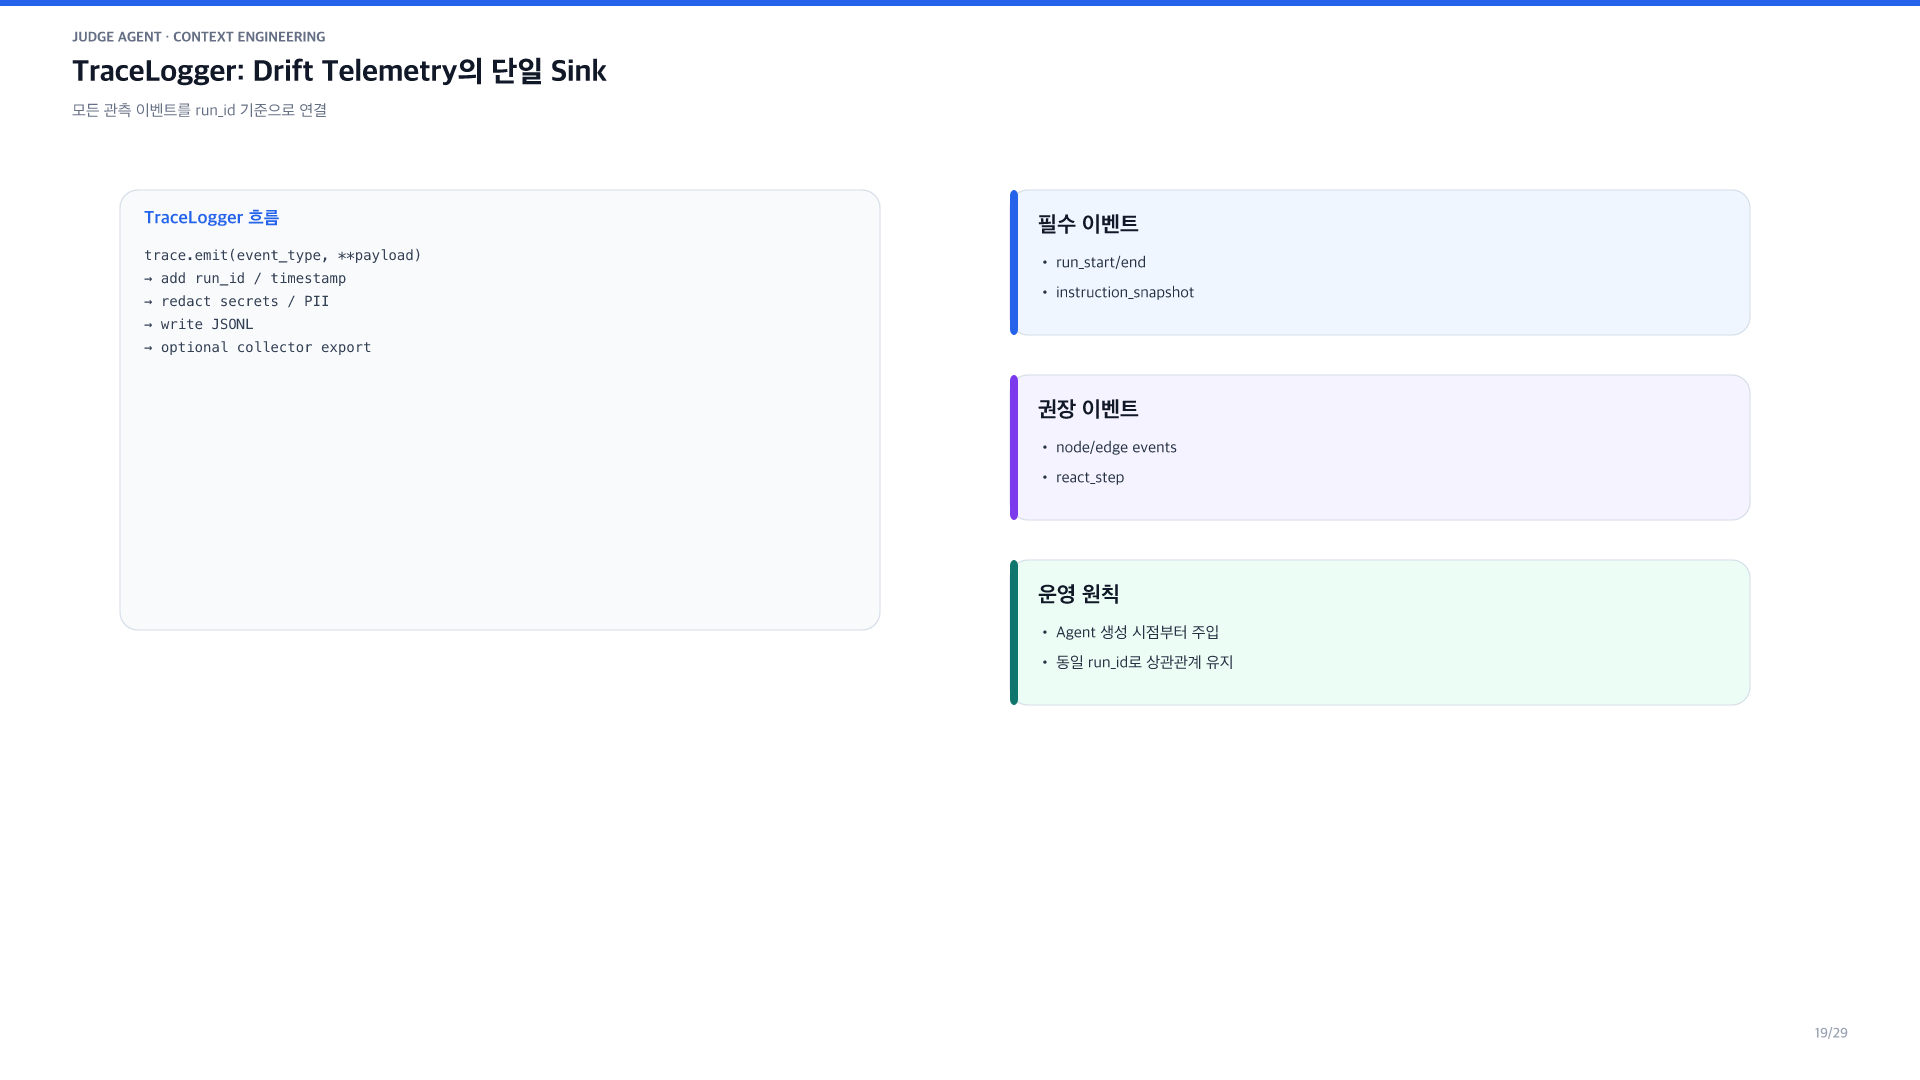 JUDGE AGENT · CONTEXT ENGINEERING
TraceLogger: Drift Telemetry의 단일 Sink
모든 관측 이벤트를 run_id 기준으로 연결
TraceLogger 흐름
trace.emit(event_type, **payload)
→ add run_id / timestamp
→ redact secrets / PII
→ write JSONL
→ optional collector export
필수 이벤트
• run_start/end
• instruction_snapshot
권장 이벤트
• node/edge events
• react_step
운영 원칙
• Agent 생성 시점부터 주입
• 동일 run_id로 상관관계 유지
19/29